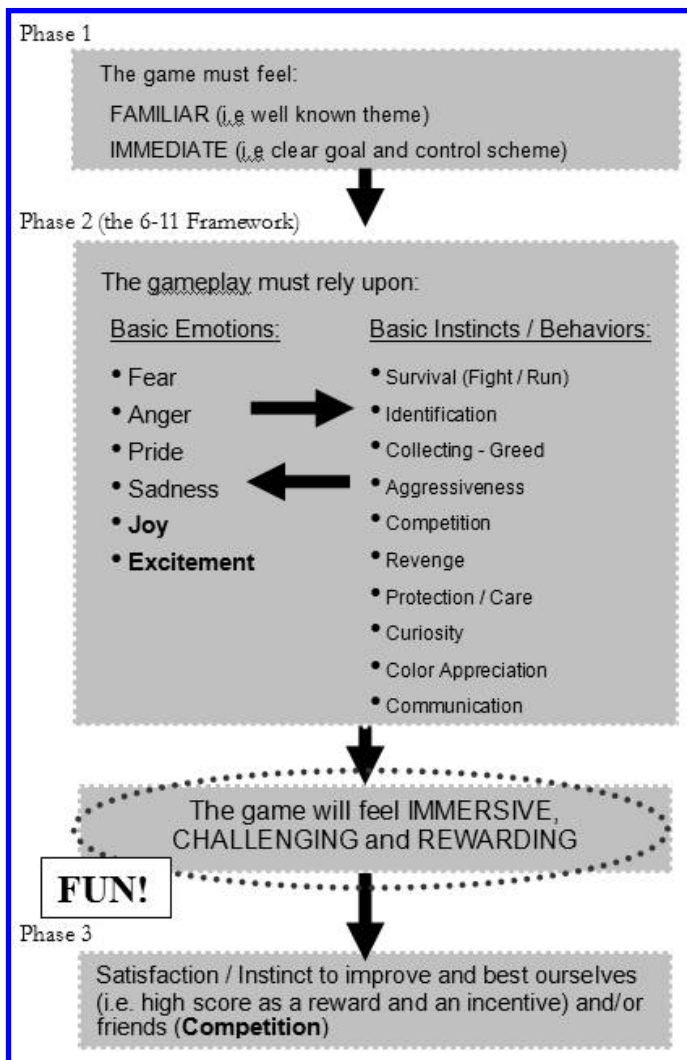 Phase 1
The game must feel:
FAMILIAR (i,e well known theme)
IMMEDIATE (i,e clear goal and control scheme)
Phase 2 (the 6-11 Framework)
The gameplay must rely upon:
Basic Emotions:
• Fear
• Anger
• Pride
• Sadness
• Joy
• Excitement
Basic Instincts / Behaviors:
• Survival (Fight / Run)
• Identification
• Collecting - Greed
• Aggressiveness
• Competition
• Revenge
• Protection / Care
• Curiosity
• Color Appreciation
• Communication
The game will feel IMMERSIVE,
CHALLENGING and REWARDING
FUN!
Phase 3
Satisfaction / Instinct to improve and best ourselves
(i.e. high score as a reward and an incentive) and/or
friends (Competition)